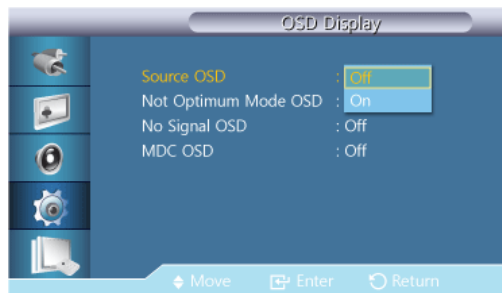 OSD Display
Source OSD : Off
Not Optimum Mode OSD : On
No Signal OSD : Off
MDC OSD : Off
Move Enter Return